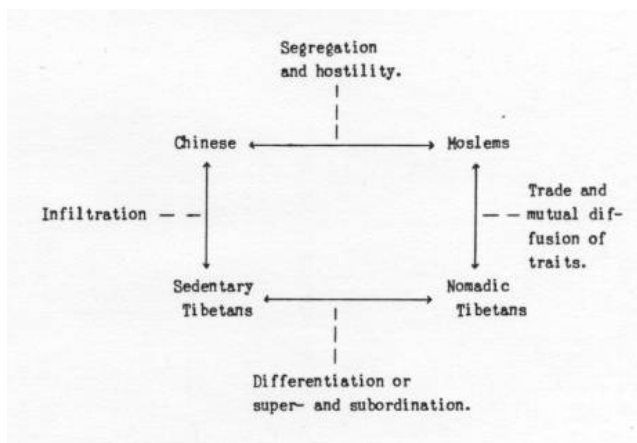 Segregation
and hostility.
Chinese
Moslems
Infiltration
Trade and
mutual dif-
fusion of
traits.
Sedentary
Tibetans
Nomadic
Tibetans
Differentiation or
super- and subordination.